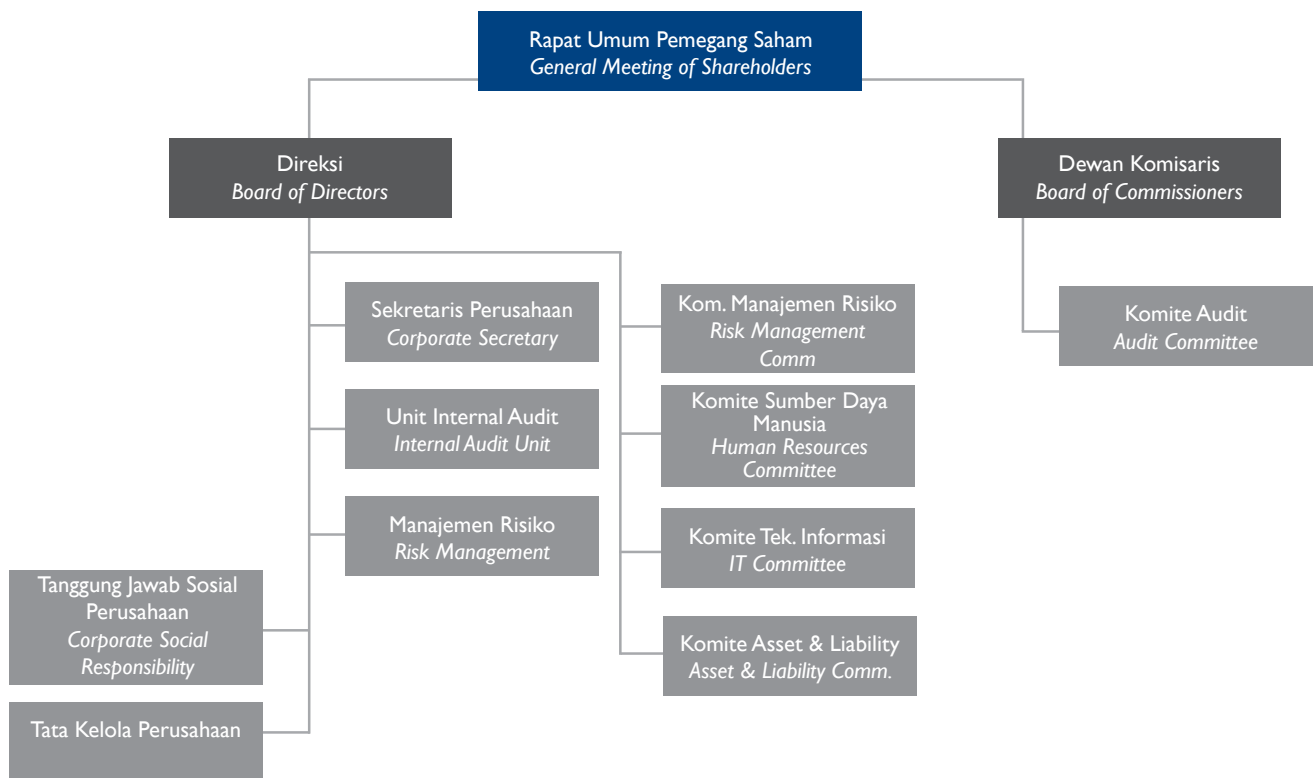 Rapat Umum Pemegang Saham
General Meeting of Shareholders
Direksi
Board of Directors
Dewan Komisaris
Board of Commissioners
Sekretaris Perusahaan
Corporate Secretary
Kom. Manajemen Risiko
Risk Management
Comm
Komite Audit
Audit Committee
Unit Internal Audit
Internal Audit Unit
Komite Sumber Daya
Manusia
Human Resources
Committee
Manajemen Risiko
Risk Management
Komite Tek. Informasi
IT Committee
Tanggung Jawab Sosial
Perusahaan
Corporate Social
Responsibility
Komite Asset & Liability
Asset & Liability Comm.
Tata Kelola Perusahaan